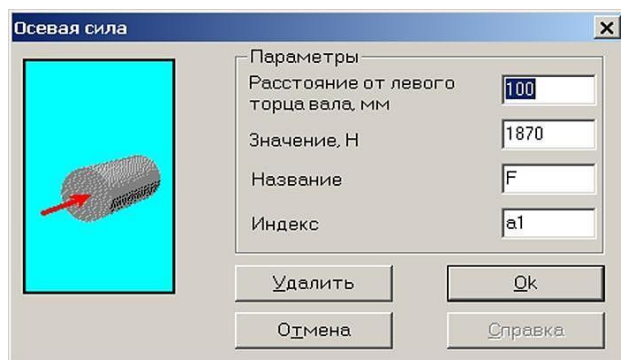 Осевая сила
Параметры
Расстояние от левого
торца вала, мм
100
Значение, Н
1870
Название
F
Индекс
a1
Удалить
Ok
Отмена
Справка